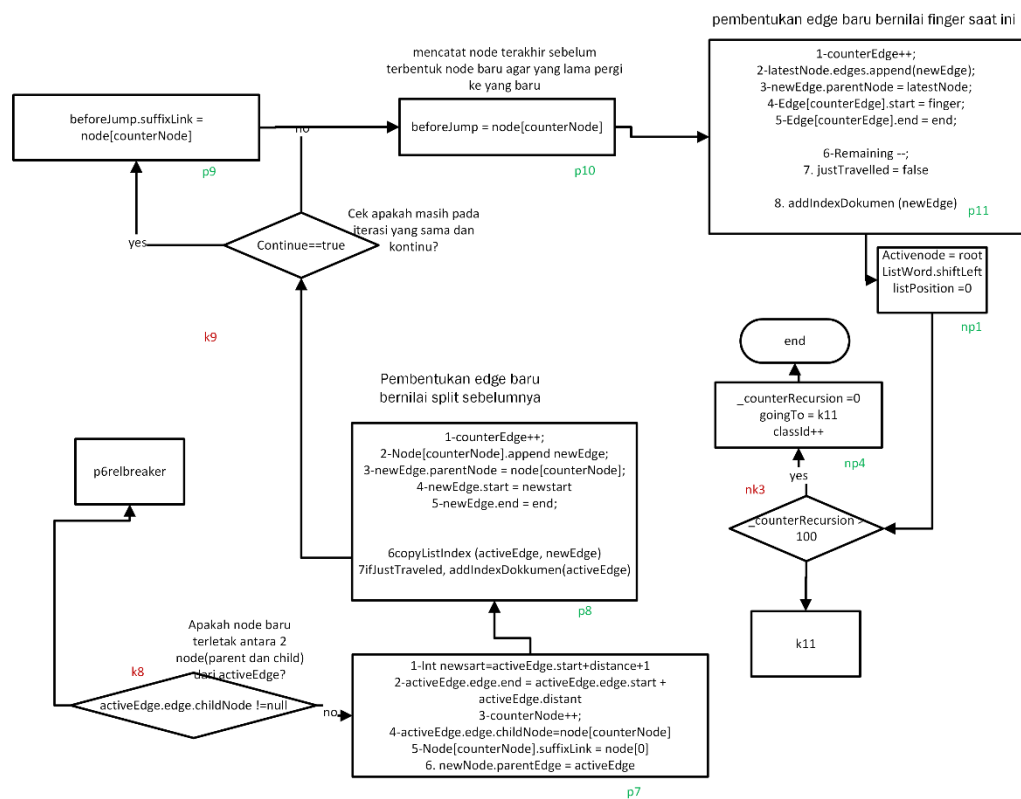 pembentukan edge baru bernilai finger saat ini
1-counterEdge++;
2-latestNode.edges.append(newEdge);
3-newEdge.parentNode = latestNode;
4-Edge[counterEdge].start = finger;
5-Edge[counterEdge].end = end;
6-Remaining --;
7. justTravelled = false
8. addIndexDokumen (newEdge)
p11
mencatat node terakhir sebelum
terbentuk node baru agar yang lama pergi
ke yang baru
beforeJump = node[counterNode]
p10
beforeJump.suffixLink =
node[counterNode]
p9
no
yes
Continue==true
Cek apakah masih pada
iterasi yang sama dan
kontinu?
k9
Activenode = root
ListWord.shiftLeft
listPosition =0
np1
end
_counterRecursion =0
goingTo = k11
classId++
np4
yes
nk3
_counterRecursion >
100
k11
Pembentukan edge baru
bernilai split sebelumnya
1-counterEdge++;
2-Node[counterNode].append newEdge;
3-newEdge.parentNode = node[counterNode];
4-newEdge.start = newstart
5-newEdge.end = end;
6copyListIndex (activeEdge, newEdge)
7ifJustTraveled, addIndexDokkumen(activeEdge)
p8
p6relbreaker
Apakah node baru
terletak antara 2
node(parent dan child)
dari activeEdge?
k8
activeEdge.edge.childNode !=null
no
1-Int newsart=activeEdge.start+distance+1
2-activeEdge.edge.end = activeEdge.edge.start +
activeEdge.distant
3-counterNode++;
4-activeEdge.edge.childNode=node[counterNode]
5-Node[counterNode].suffixLink = node[0]
6. newNode.parentEdge = activeEdge
p7